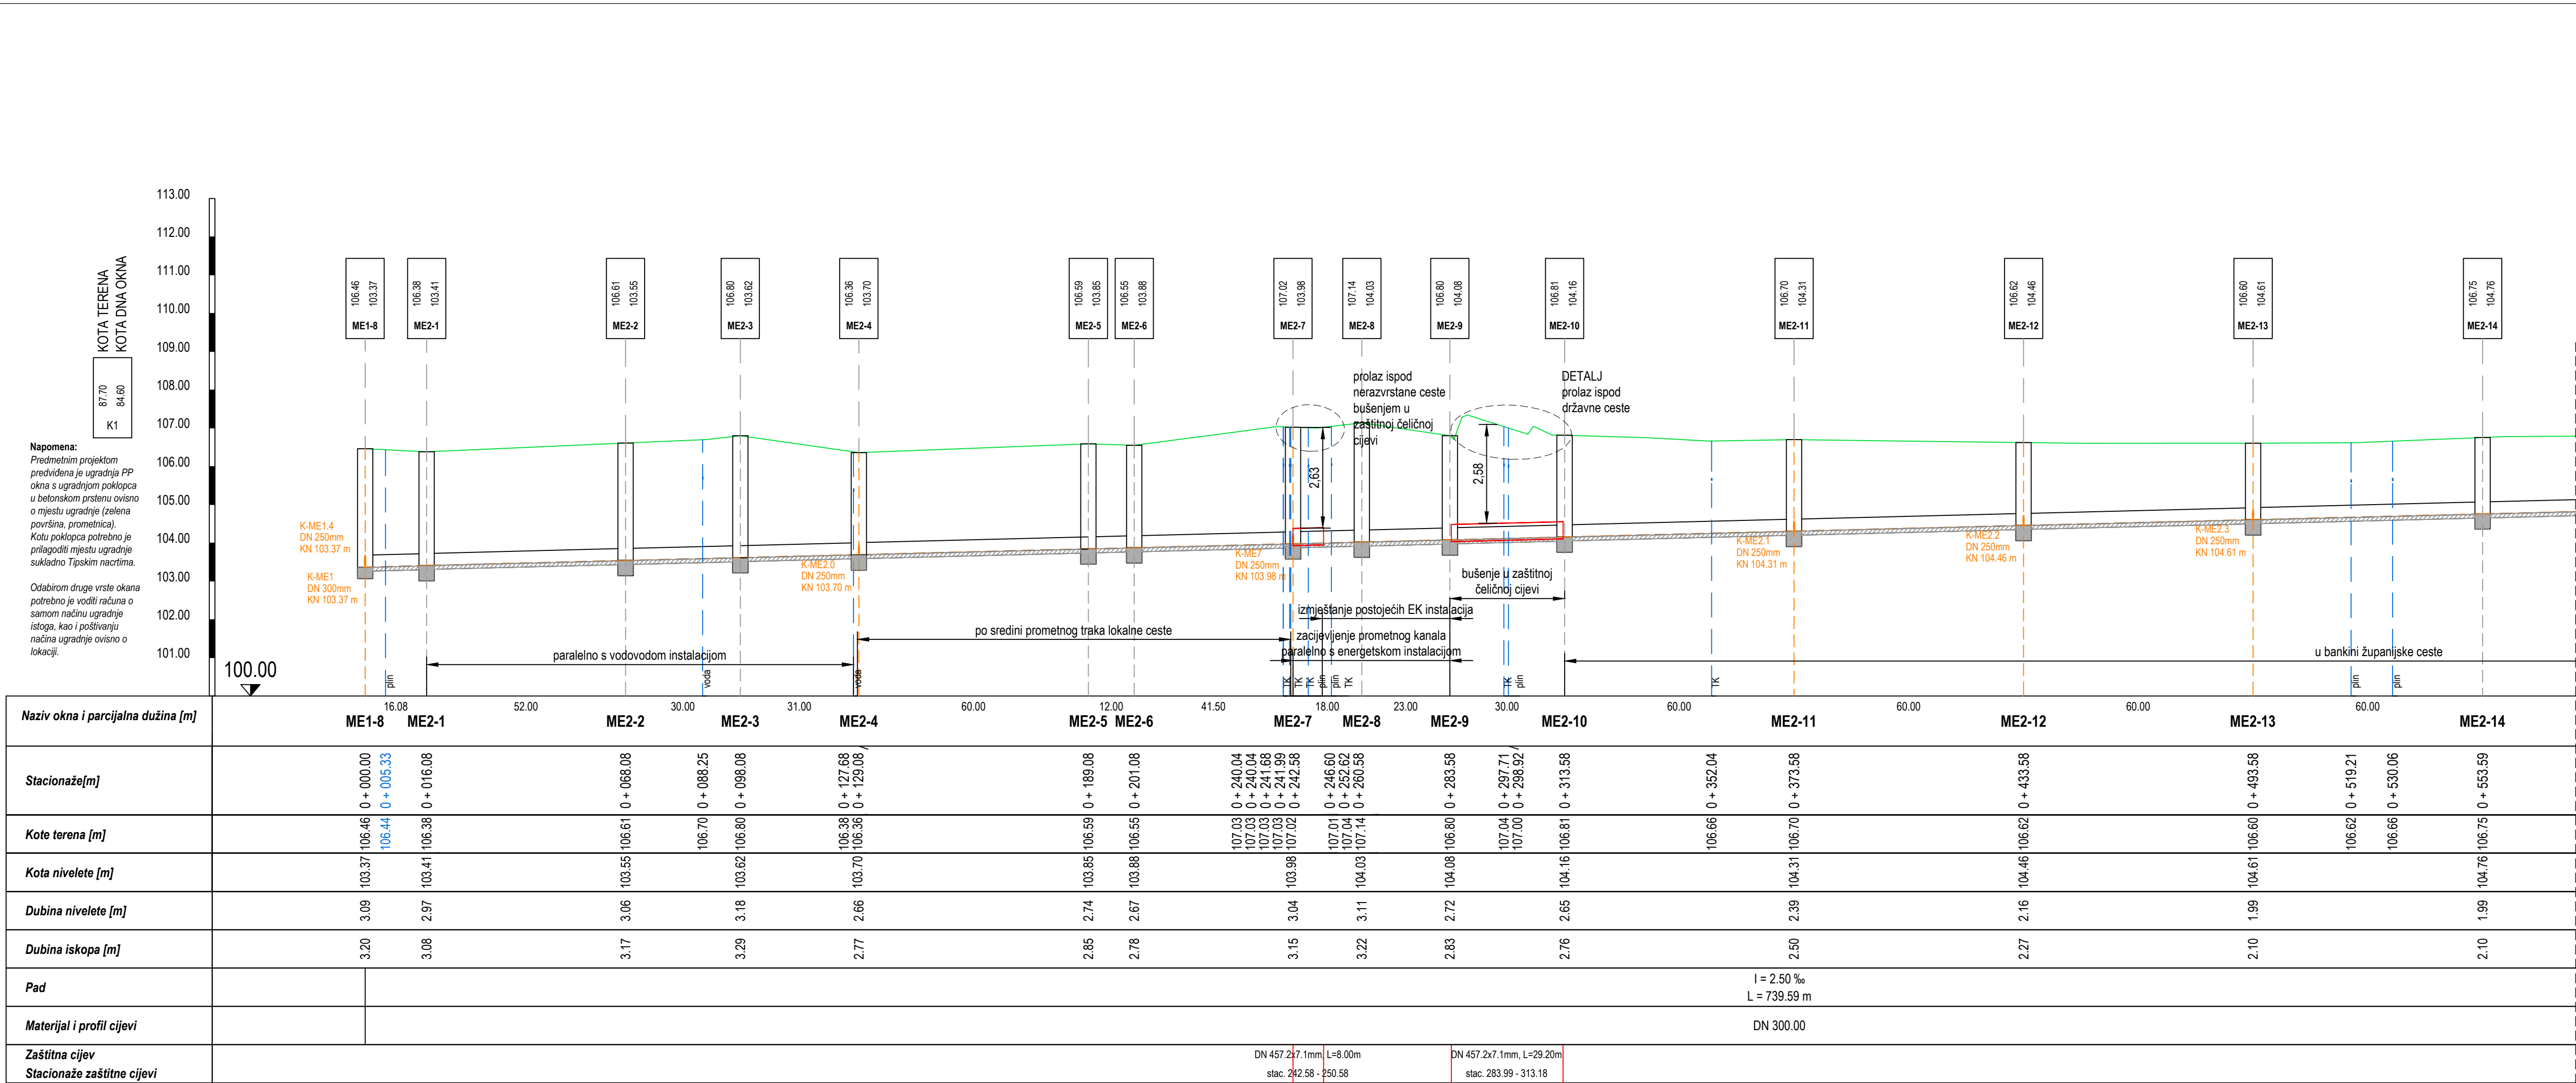 113.00
112.00
111.00
110.00
109.00
108.00
107.00
106.00
105.00
104.00
103.00
102.00
101.00
100.00
KOTA TERENA
KOTA DNA OKNA
87.70
84.60
K1
Napomena:
Predmetnim projektom
predviđena je ugradnja PP
okna s ugradnjom poklopca
u betonskom prstenu ovisno
o mjestu ugradnje (zelena
površina, prometnica).
Kotu poklopca potrebno je
prilagoditi mjestu ugradnje
sukladno Tipskim nacrtima.
Odabirom druge vrste okana
potrebno je voditi računa o
samom načinu ugradnje
istoga, kao i poštivanju
načina ugradnje ovisno o
lokaciji.
106.46
103.37
ME1-8
106.38
103.41
ME2-1
106.61
103.55
ME2-2
106.80
103.62
ME2-3
106.36
103.70
ME2-4
106.59
103.85
ME2-5
106.55
103.88
ME2-6
107.02
103.98
ME2-7
107.14
104.03
ME2-8
106.80
104.08
ME2-9
106.81
104.16
ME2-10
106.70
104.31
ME2-11
106.62
104.46
ME2-12
106.60
104.61
ME2-13
106.75
104.76
ME2-14
prolaz ispod
nerazvrstane ceste
bušenjem u
zaštitnoj čeličnoj
cijevi
DETALJ
prolaz ispod
državne ceste
2,63
2,58
K-ME1.4
DN 250mm
KN 103.37 m
K-ME1
DN 300mm
KN 103.37 m
K-ME2.0
DN 250mm
KN 103.70 m
K-ME7
DN 250mm
KN 103.98 m
K-ME2.1
DN 250mm
KN 104.31 m
K-ME2.2
DN 250mm
KN 104.46 m
K-ME2.3
DN 250mm
KN 104.61 m
bušenje u zaštitnoj
čeličnoj cijevi
izmještanje postojećih EK instalacija
po sredini prometnog traka lokalne ceste
zacijevljenje prometnog kanala
paralelno s vodovodom instalacijom
paralelno s energetskom instalacijom
u bankini županijske ceste
plin
voda
voda
TK
TK
TK
plin
plin
TK
TK
plin
TK
plin
plin
Naziv okna i parcijalna dužina [m]
16.08 52.00 30.00 31.00 60.00 12.00 41.50 18.00 23.00 30.00 60.00 60.00 60.00 60.00
ME1-8 ME2-1 ME2-2 ME2-3 ME2-4 ME2-5 ME2-6 ME2-7 ME2-8 ME2-9 ME2-10 ME2-11 ME2-12 ME2-13 ME2-14
Stacionaže[m]
0 + 000.00
0 + 005.33
0 + 016.08
0 + 068.08
0 + 088.25
0 + 098.08
0 + 127.68
0 + 129.08
0 + 189.08
0 + 201.08
0 + 240.04
0 + 240.04
0 + 241.68
0 + 241.99
0 + 242.58
0 + 246.60
0 + 252.62
0 + 260.58
0 + 283.58
0 + 297.71
0 + 298.92
0 + 313.58
0 + 352.04
0 + 373.58
0 + 433.58
0 + 493.58
0 + 519.21
0 + 530.06
0 + 553.59
Kote terena [m]
106.46
106.44
106.38
106.61
106.70
106.80
106.38
106.36
106.59
106.55
107.03
107.03
107.03
107.03
107.02
107.01
107.04
107.14
106.80
107.04
107.00
106.81
106.66
106.70
106.62
106.60
106.62
106.66
106.75
Kota nivelete [m]
103.37
103.41
103.55
103.62
103.70
103.85
103.88
103.98
104.03
104.08
104.16
104.31
104.46
104.61
104.76
Dubina nivelete [m]
3.09
2.97
3.06
3.18
2.66
2.74
2.67
3.04
3.11
2.72
2.65
2.39
2.16
1.99
1.99
Dubina iskopa [m]
3.20
3.08
3.17
3.29
2.77
2.85
2.78
3.15
3.22
2.83
2.76
2.50
2.27
2.10
2.10
Pad
I = 2.50 ‰
L = 739.59 m
Materijal i profil cijevi
DN 300.00
Zaštitna cijev
DN 457.2x7.1mm, L=8.00m
DN 457.2x7.1mm, L=29.20m
Stacionaže zaštitne cijevi
stac. 242.58 - 250.58
stac. 283.99 - 313.18